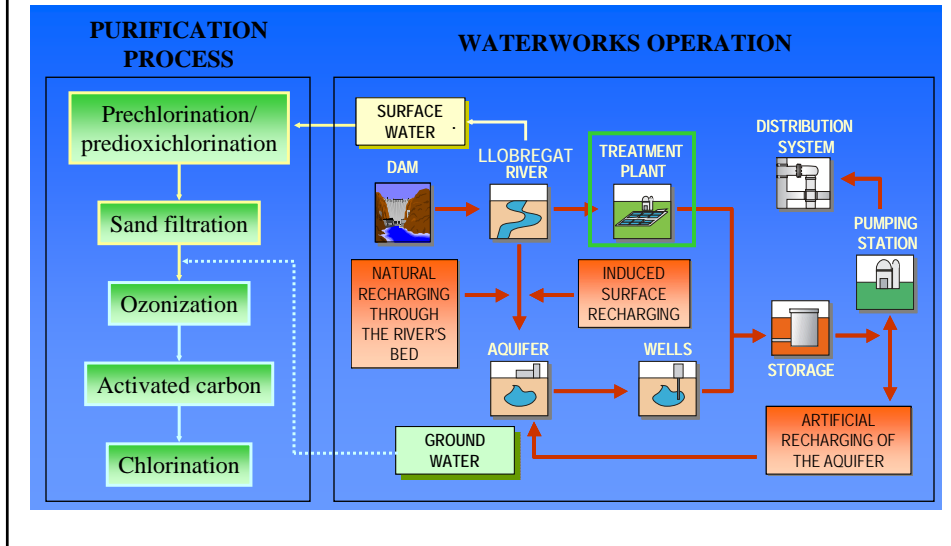 PURIFICATION
PROCESS
WATERWORKS OPERATION
Prechlorination/
predioxichlorination
Sand filtration
Ozonization
Activated carbon
Chlorination
SURFACE
WATER .
DAM
LLOBREGAT
RIVER
TREATMENT
PLANT
DISTRIBUTION
SYSTEM
PUMPING
STATION
NATURAL
RECHARGING
THROUGH
THE RIVER'S
BED
INDUCED
SURFACE
RECHARGING
AQUIFER
WELLS
STORAGE
GROUND
WATER
ARTIFICIAL
RECHARGING OF
THE AQUIFER